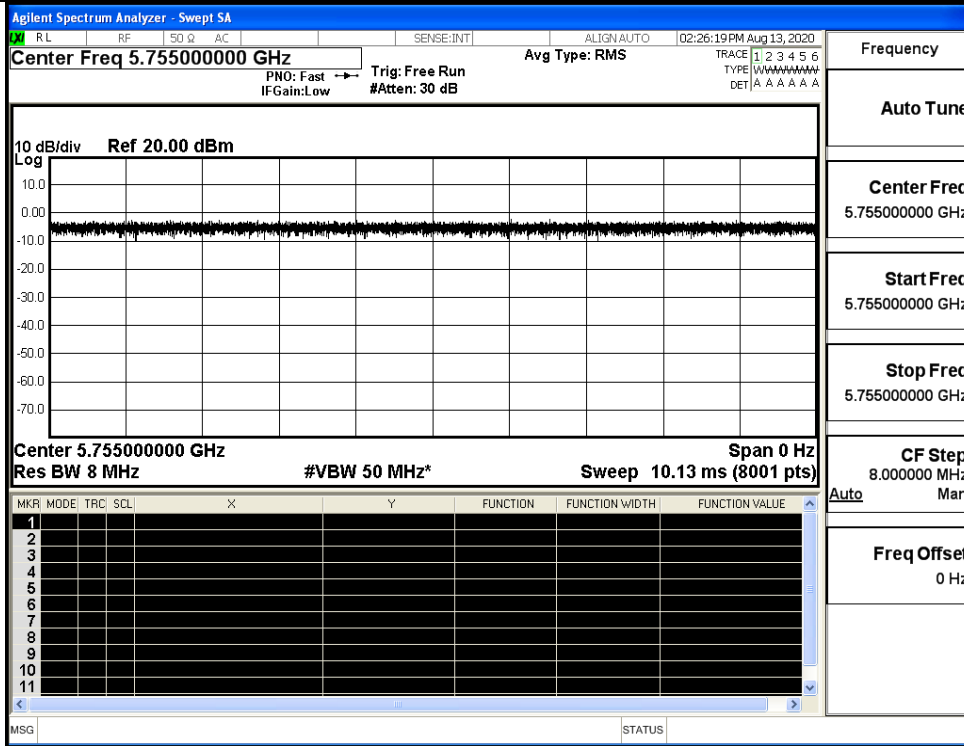 Agilent Spectrum Analyzer - Swept SA
LXI RL RF 50 Ω AC SENSE:INT ALIGNAUTO 02:26:19 PM Aug 13, 2020
Center Freq 5.755000000 GHz
PNO: Fast
IFGain:Low
Trig: Free Run
#Atten: 30 dB
Avg Type: RMS
TRACE 1 2 3 4 5 6
TYPE WWWWWW
DET A A A A A A
10 dB/div Ref 20.00 dBm
Log
10.0
0.00
-10.0
-20.0
-30.0
-40.0
-50.0
-60.0
-70.0
Center 5.755000000 GHz Span 0 Hz
Res BW 8 MHz #VBW 50 MHz* Sweep 10.13 ms (8001 pts)
MKR MODE TRC SCL X Y FUNCTION FUNCTION WIDTH FUNCTION VALUE
1
2
3
4
5
6
7
8
9
10
11
MSG STATUS
Frequency
Auto Tune
Center Freq
5.755000000 GHz
Start Freq
5.755000000 GHz
Stop Freq
5.755000000 GHz
CF Step
8.000000 MHz
Auto Man
Freq Offset
0 Hz